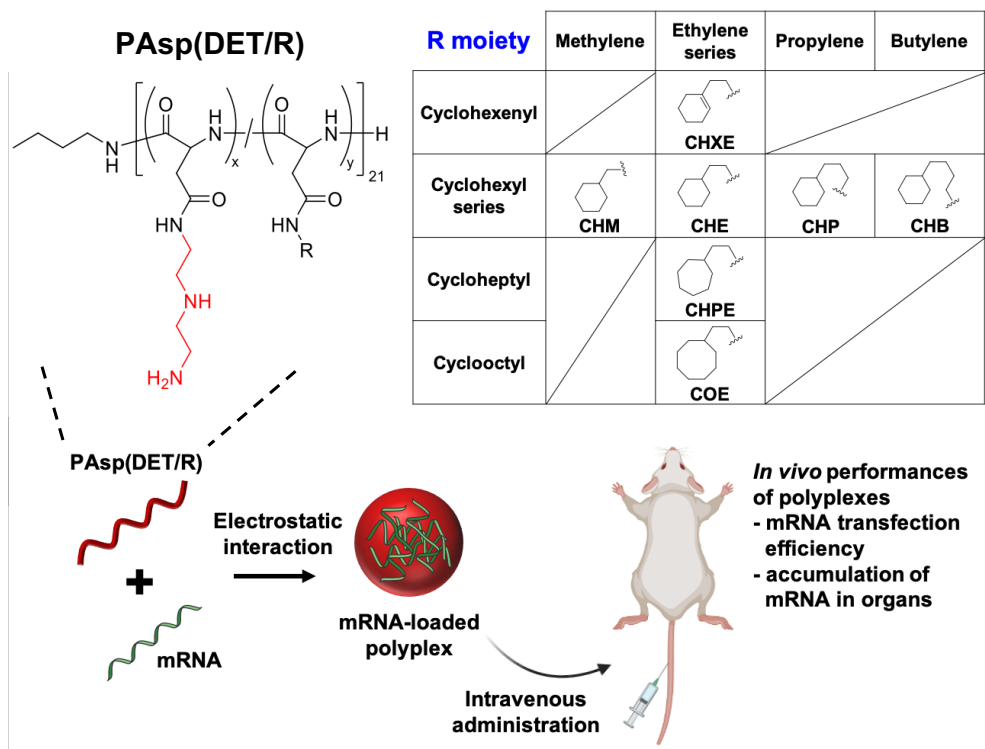 PAsp(DET/R)
O
H
N
O
H
N
H
N
H
x
y
21
O
HN
O
HN
R
NH
H2N
R moiety
Methylene
Ethylene
series
Propylene
Butylene
Cyclohexenyl
CHXE
Cyclohexyl
series
CHM
CHE
CHP
CHB
Cycloheptyl
CHPE
Cyclooctyl
COE
PAsp(DET/R)
+
mRNA
Electrostatic
interaction
mRNA-loaded
polyplex
Intravenous
administration
In vivo performances
of polyplexes
- mRNA transfection
efficiency
- accumulation of
mRNA in organs